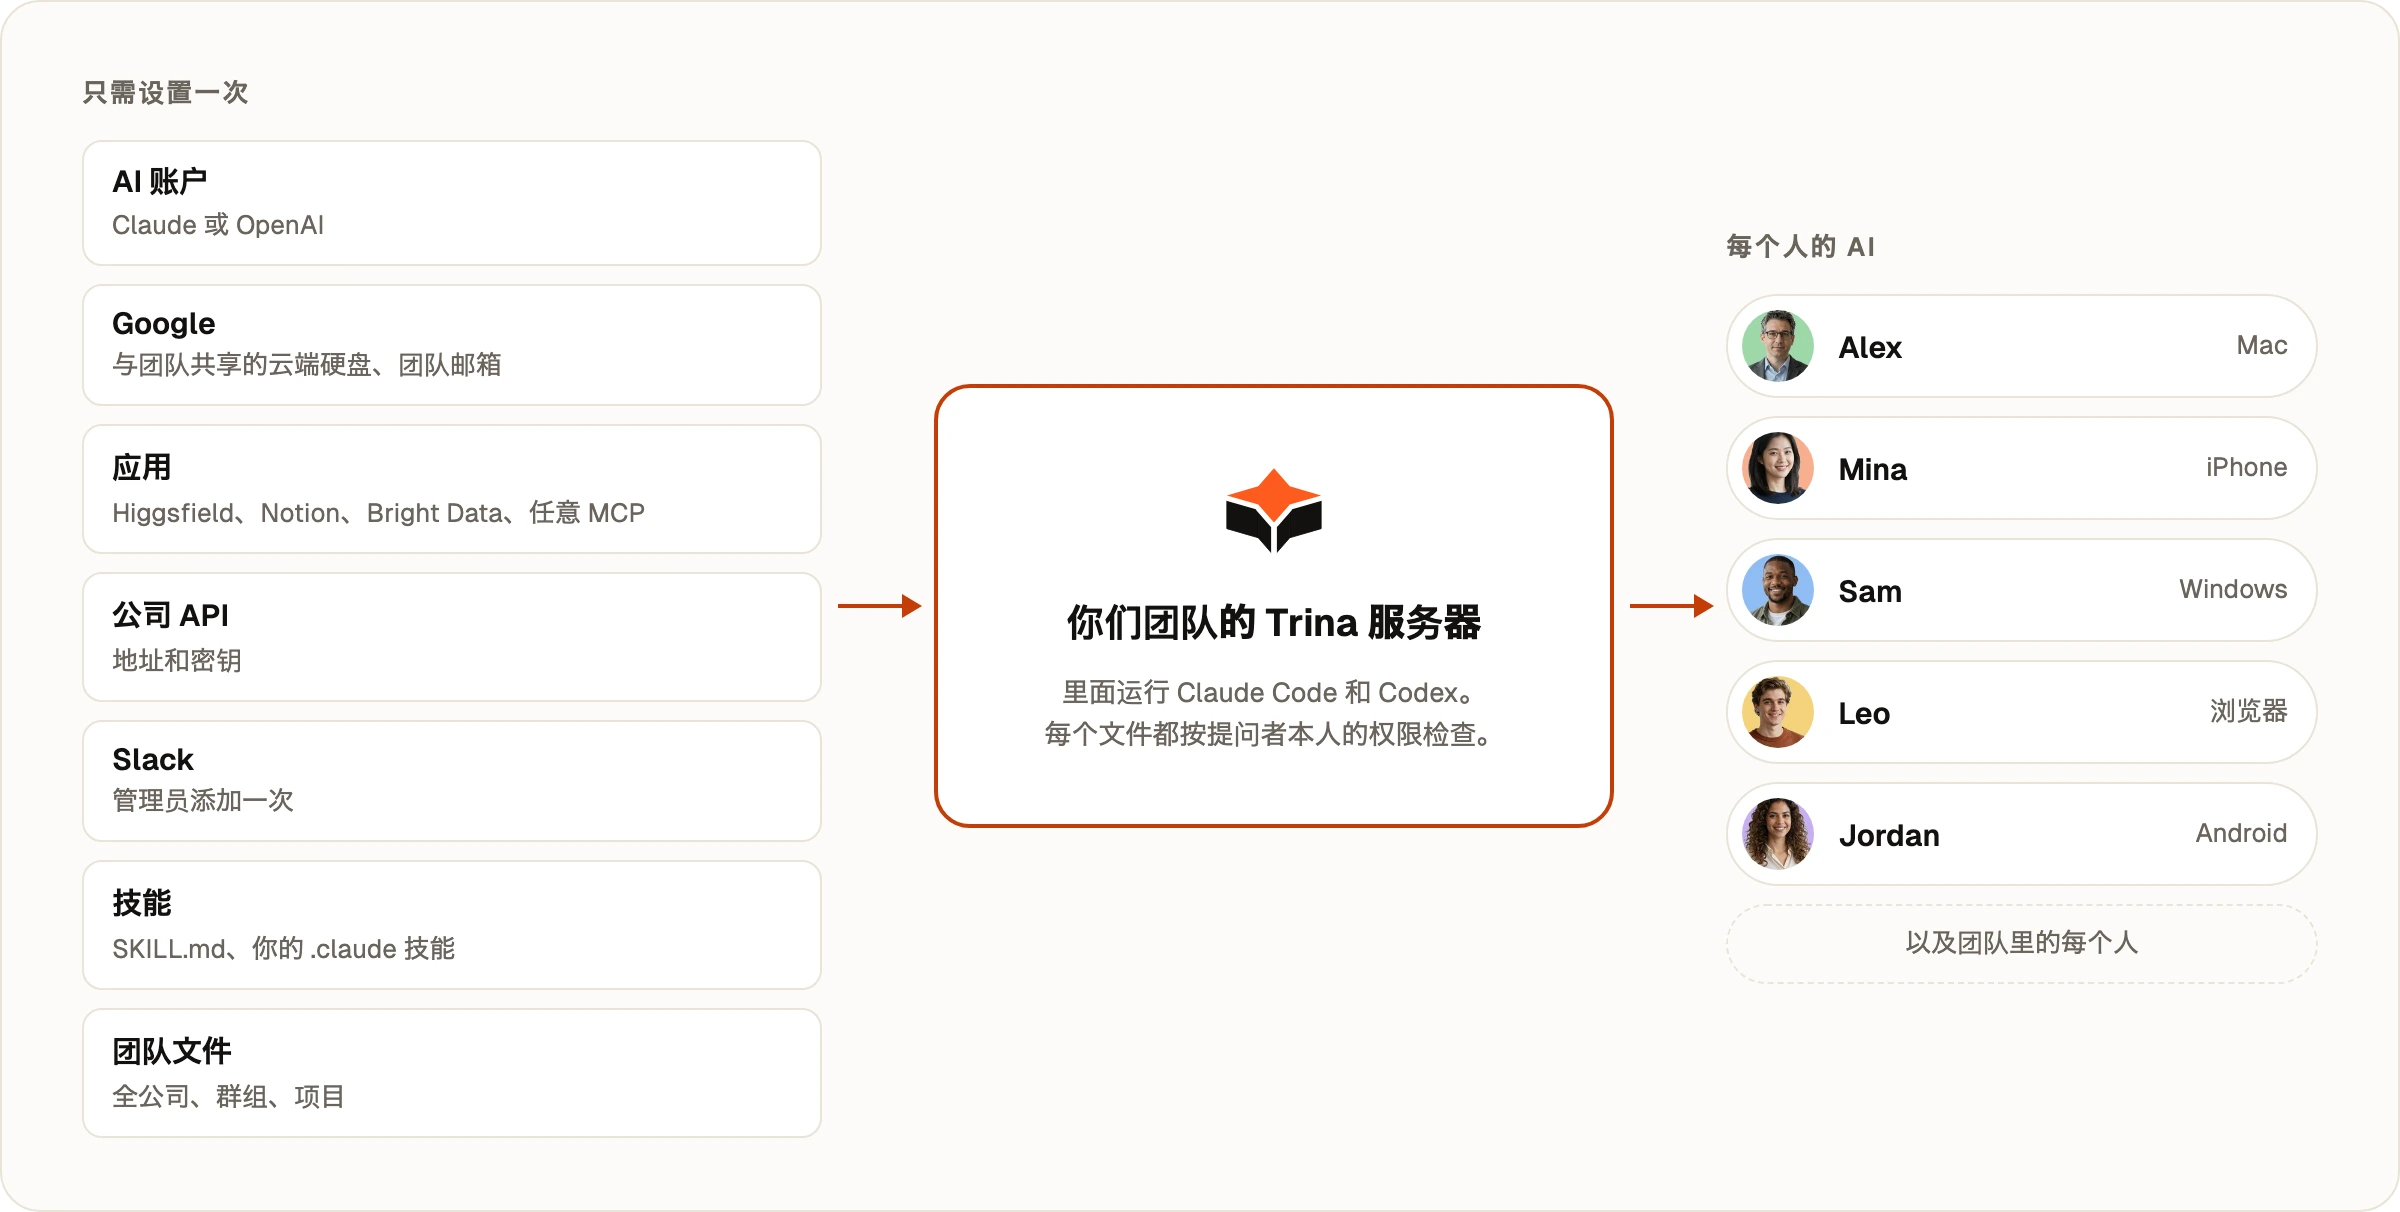 只需设置一次
AI 账户
Claude 或 OpenAI
Google
与团队共享的云端硬盘、团队邮箱
应用
Higgsfield、Notion、Bright Data、任意 MCP
公司 API
地址和密钥
Slack
管理员添加一次
技能
SKILL.md、你的 .claude 技能
团队文件
全公司、群组、项目
你们团队的 Trina 服务器
里面运行 Claude Code 和 Codex。
每个文件都按提问者本人的权限检查。
每个人的 AI
Alex Mac
Mina iPhone
Sam Windows
Leo 浏览器
Jordan Android
以及团队里的每个人